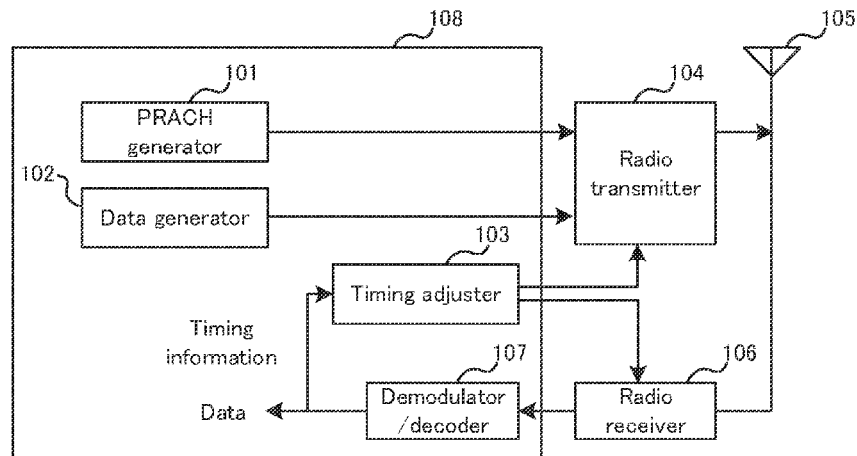 108
105
101
PRACH
generator
104
Radio
transmitter
102
Data generator
103
Timing adjuster
Timing
information
107
Demodulator
/decoder
106
Radio
receiver
Data